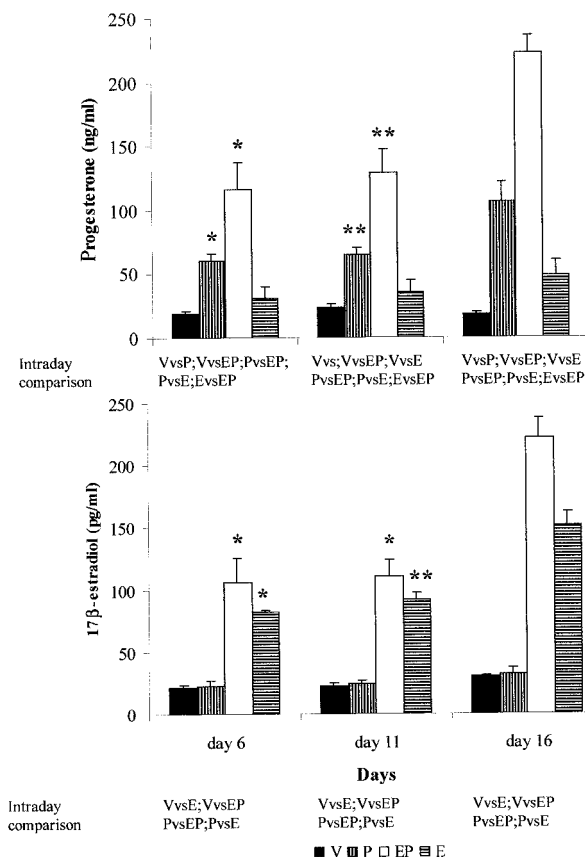 250
200
150
100
50
0
Progesterone (ng/ml)
* *
** **
Intraday
comparison
VvsP;VvsEP;PvsEP;
PvsE;EvsEP
Vvs;VvsEP;VvsE
PvsEP;PvsE;EvsEP
VvsP;VvsEP;VvsE
PvsEP;PvsE;EvsEP
250
200
150
100
50
0
17β-estradiol (pg/ml)
* *
* **
day 6 day 11 day 16
Days
Intraday
comparison
VvsE;VvsEP
PvsEP;PvsE
VvsE;VvsEP
PvsEP;PvsE
VvsE;VvsEP
PvsEP;PvsE
V P EP E